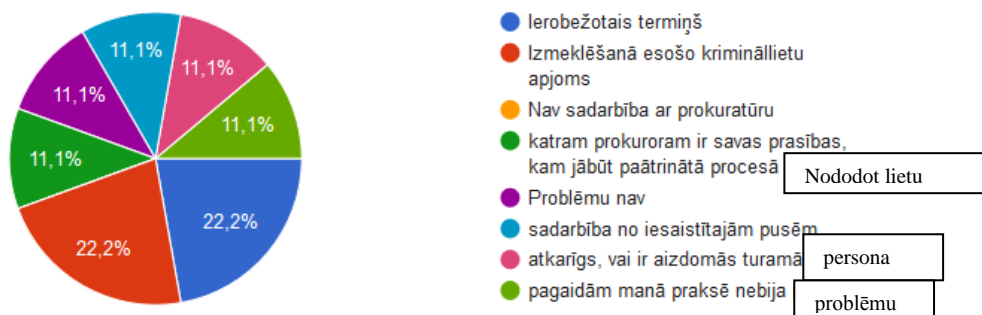 11,1%
11,1%
11,1%
11,1%
11,1%
22,2%
22,2%
Ierobežotais termiņš
Izmeklēšanā esošo krimināllietu
apjoms
Nav sadarbība ar prokuratūru
katram prokuroram ir savas prasības,
kam jābūt paātrinātā procesā
Nododot lietu
Problēmu nav
sadarbība no iesaistītajām pusēm
atkarīgs, vai ir aizdomās turamā
persona
pagaidām manā praksē nebija
problēmu